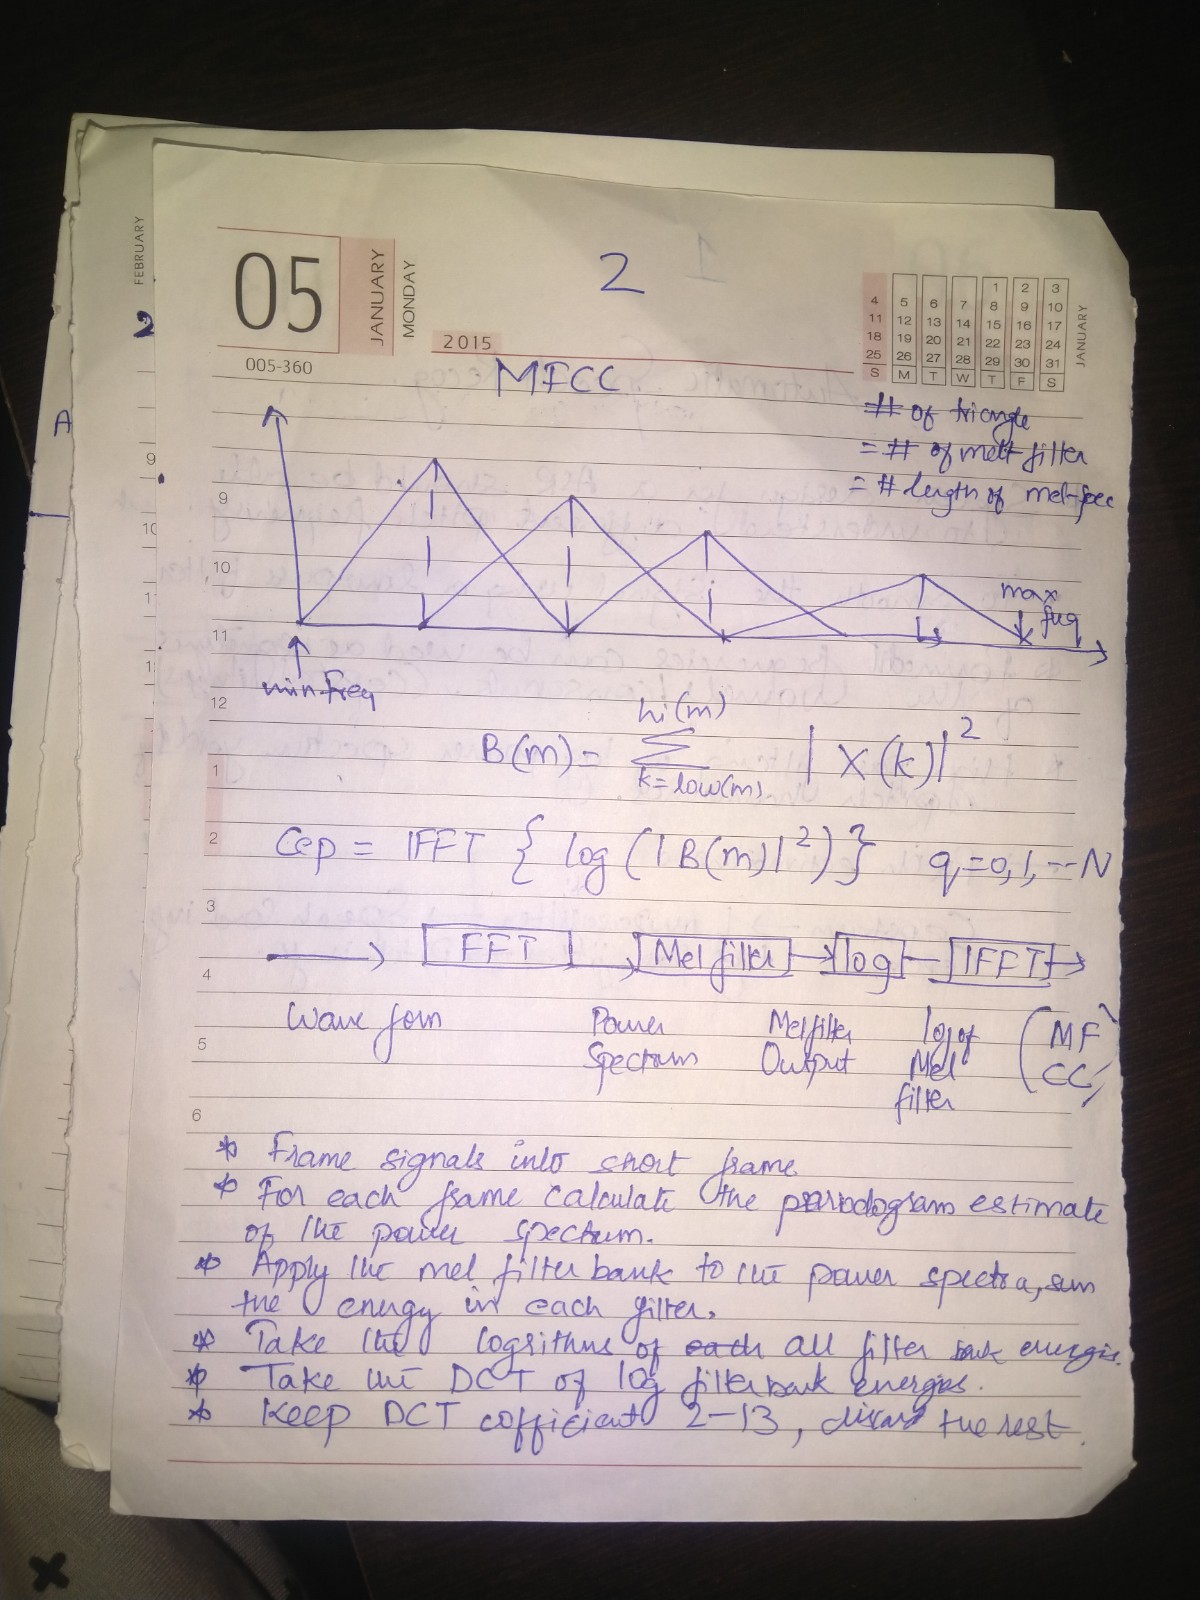 FEBRUARY
05
JANUARY
MONDAY
005-360
2015
2
1 2 3
4 5 6 7 8 9 10
11 12 13 14 15 16 17
18 19 20 21 22 23 24
25 26 27 28 29 30 31
S M T W T F S
JANUARY
MFCC
# of triangle
= # of melt filter
= # length of mel-spec
A
9
9
10
10
11
11
12
1
2
3
4
5
6
max
freq
min freq
B(m) = Σ |X(k)|²
hi(m)
k=low(m)
Cep = IFFT { log (|B(m)|²) } q=0,1,--N
FFT Mel filter log IFFT
Wave form
Power Spectrum
Mel filter Output
log of Mel filter
(MFCC)
* Frame signals into short frame.
* For each frame calculate the periodogram estimate
of the power spectrum.
* Apply the mel filter bank to the power spectra, sum
the energy in each filter.
* Take the logrithms of each all filter bank energies.
* Take the DCT of log filterbank energies.
* Keep DCT cofficient 2-13, discard the rest.